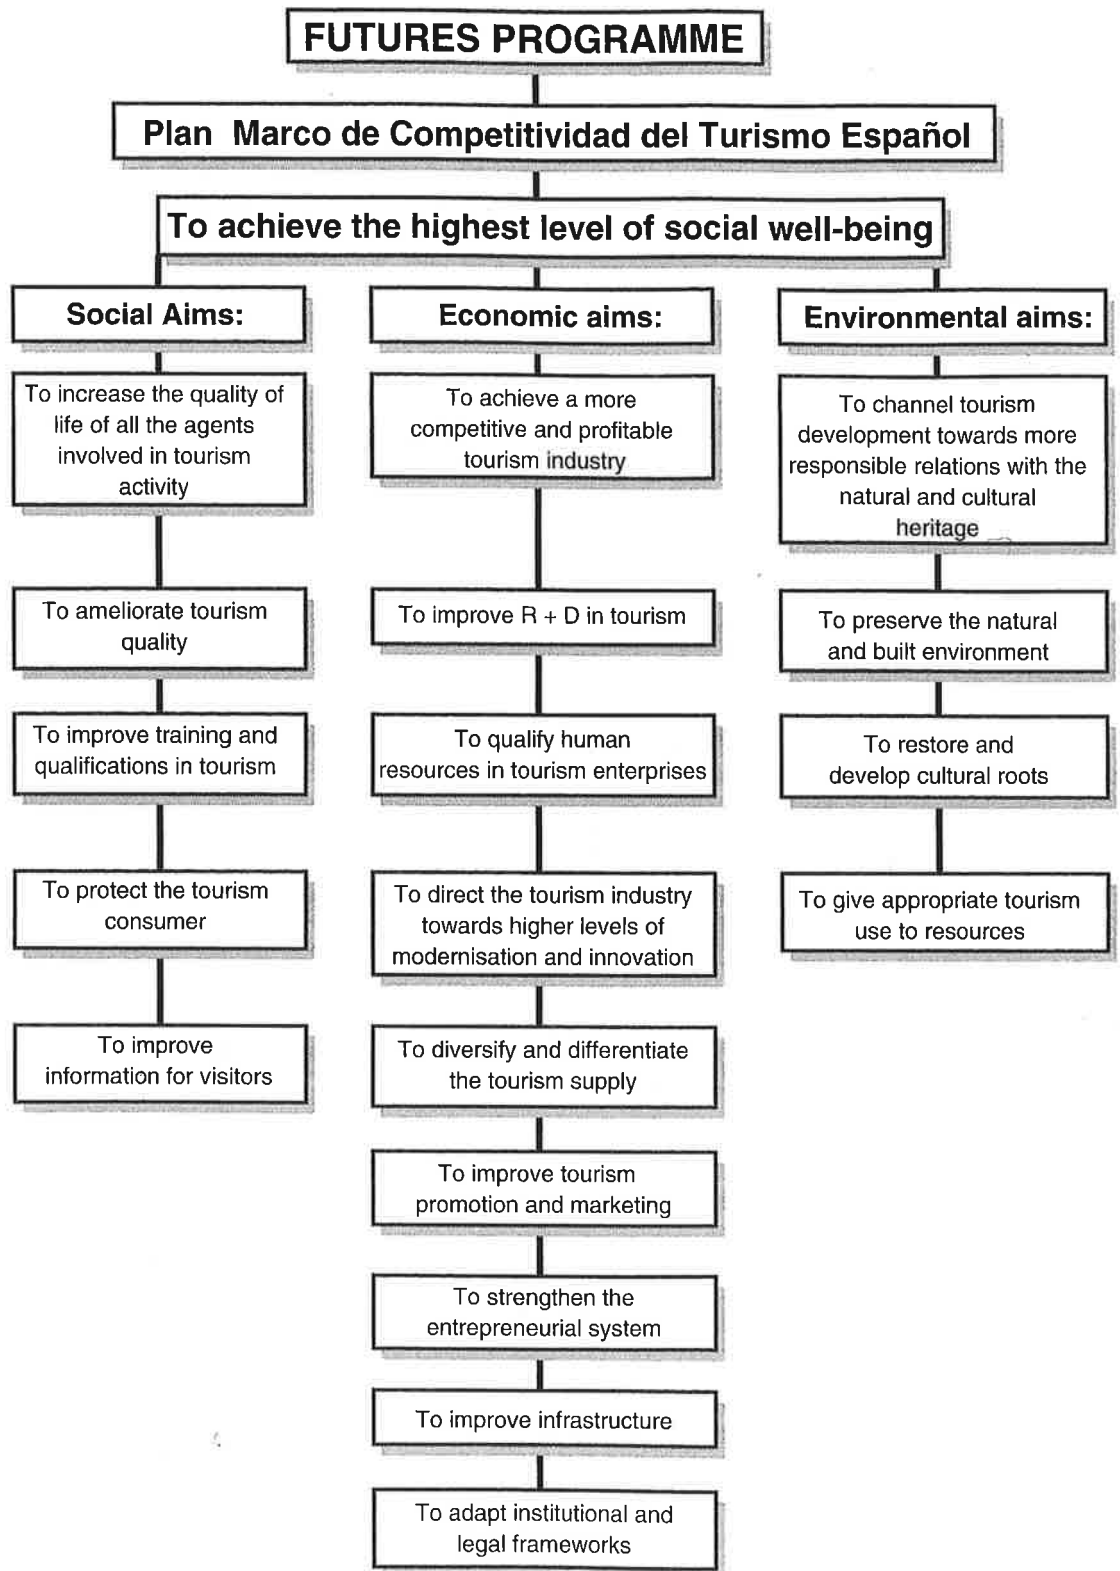 FUTURES PROGRAMME
Plan Marco de Competitividad del Turismo Español
To achieve the highest level of social well-being
Social Aims:
To increase the quality of
life of all the agents
involved in tourism
activity
To ameliorate tourism
quality
To improve training and
qualifications in tourism
To protect the tourism
consumer
To improve
information for visitors
Economic aims:
To achieve a more
competitive and profitable
tourism industry
To improve R + D in tourism
To qualify human
resources in tourism enterprises
To direct the tourism industry
towards higher levels of
modernisation and innovation
To diversify and differentiate
the tourism supply
To improve tourism
promotion and marketing
To strengthen the
entrepreneurial system
To improve infrastructure
To adapt institutional and
legal frameworks
Environmental aims:
To channel tourism
development towards more
responsible relations with the
natural and cultural
heritage
To preserve the natural
and built environment
To restore and
develop cultural roots
To give appropriate tourism
use to resources